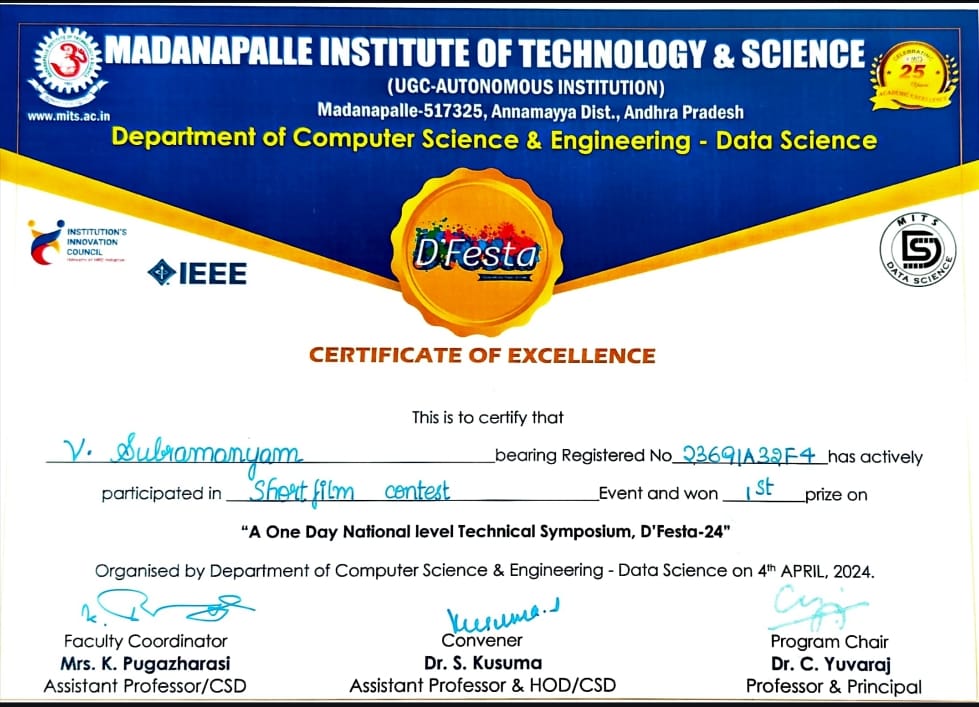 MADANAPALLE INSTITUTE OF TECHNOLOGY & SCIENCE
(UGC-AUTONOMOUS INSTITUTION)
www.mits.ac.in
Madanapalle-517325, Annamayya Dist., Andhra Pradesh
CELEBRATING
25
Years
ACADEMIC EXCELLENCE
Department of Computer Science & Engineering - Data Science
INSTITUTION'S
INNOVATION
COUNCIL
IEEE
D'Festa
MITS
DS
DATA SCIENCE
CERTIFICATE OF EXCELLENCE
This is to certify that
V. Subramanyam bearing Registered No 23691A32F4 has actively
participated in Short film contest Event and won 1st prize on
“A One Day National level Technical Symposium, D’Festa-24”
Organised by Department of Computer Science & Engineering - Data Science on 4th APRIL, 2024.
Kusuma.S
Faculty Coordinator
Mrs. K. Pugazharasi
Assistant Professor/CSD
Convener
Dr. S. Kusuma
Assistant Professor & HOD/CSD
Program Chair
Dr. C. Yuvaraj
Professor & Principal